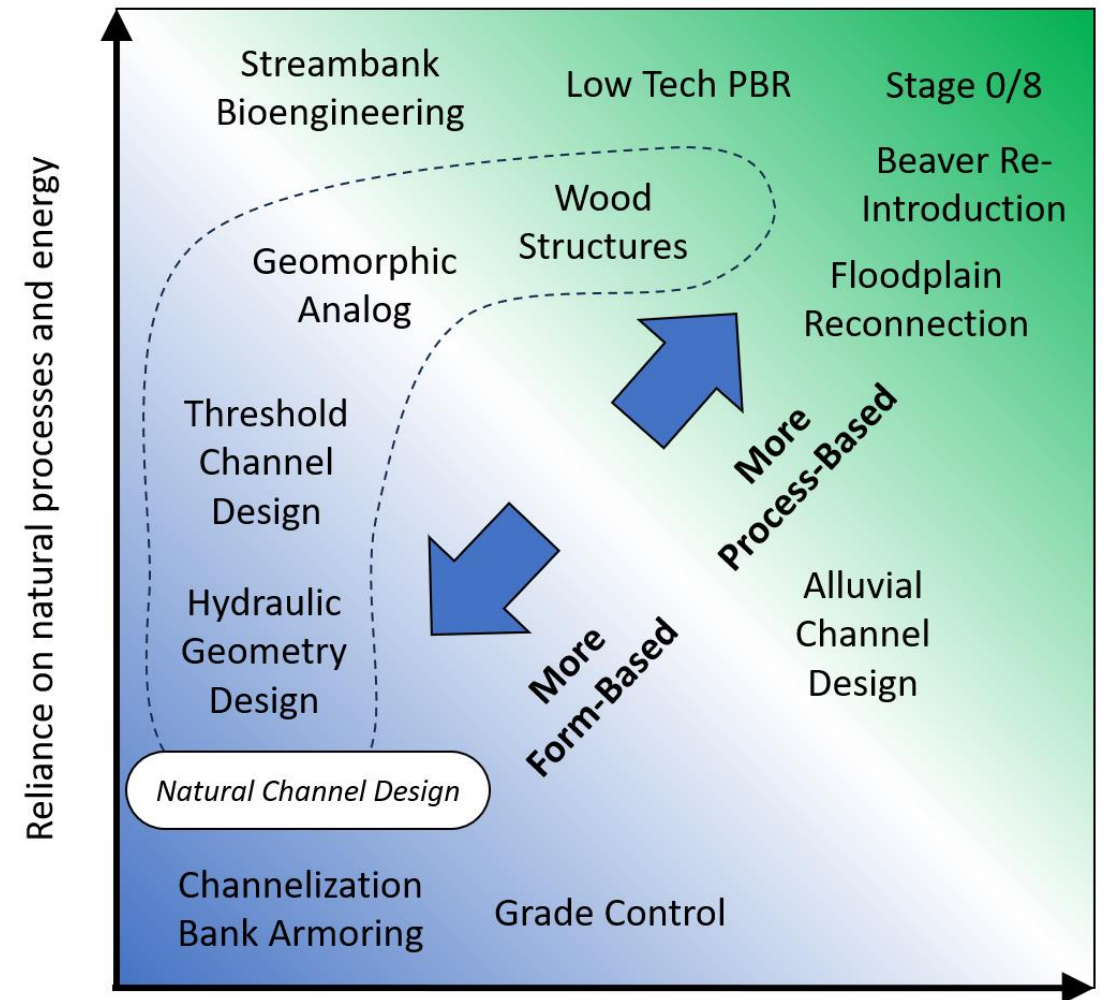 Reliance on natural processes and energy
Streambank
Bioengineering
Low Tech PBR
Stage 0/8
Beaver Re-
Introduction
Wood
Structures
Geomorphic
Analog
Floodplain
Reconnection
Threshold
Channel
Design
More
Process-Based
Hydraulic
Geometry
Design
More
Form-Based
Alluvial
Channel
Design
Natural Channel Design
Channelization
Bank Armoring
Grade Control